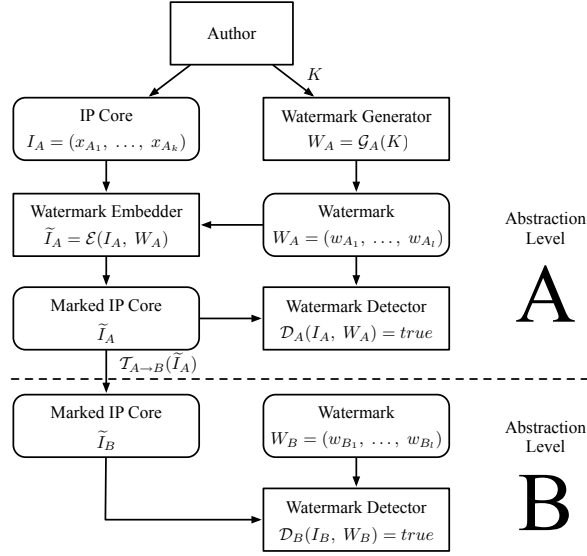 Author
K
IP Core
I_A = (x_{A_1}, ..., x_{A_k})
Watermark Generator
W_A = 𝒢_A(K)
Watermark Embedder
Ĩ_A = ℰ(I_A, W_A)
Watermark
W_A = (w_{A_1}, ..., w_{A_l})
Abstraction
Level
A
Marked IP Core
Ĩ_A
Watermark Detector
𝒟_A(I_A, W_A) = true
𝒯_{A→B}(Ĩ_A)
Marked IP Core
Ĩ_B
Watermark
W_B = (w_{B_1}, ..., w_{B_l})
Abstraction
Level
B
Watermark Detector
𝒟_B(I_B, W_B) = true